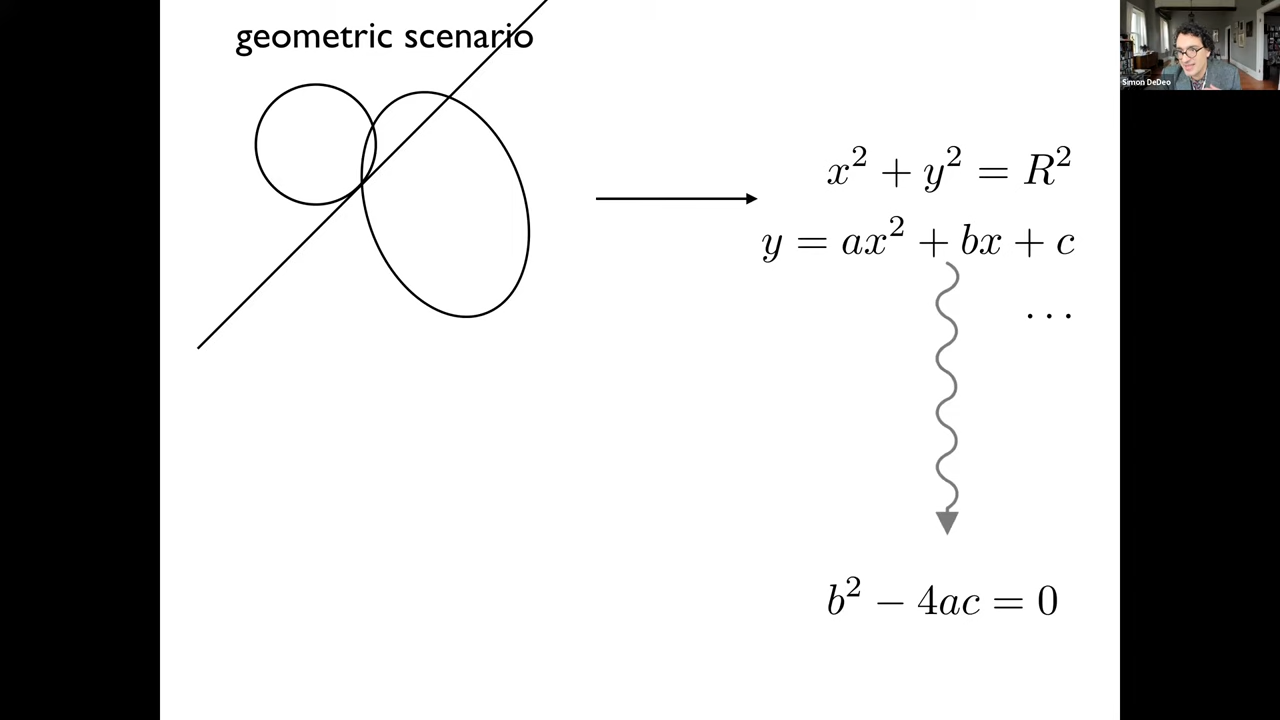 geometric scenario
Simon DeDeo
x² + y² = R²
y = ax² + bx + c
...
b² − 4ac = 0